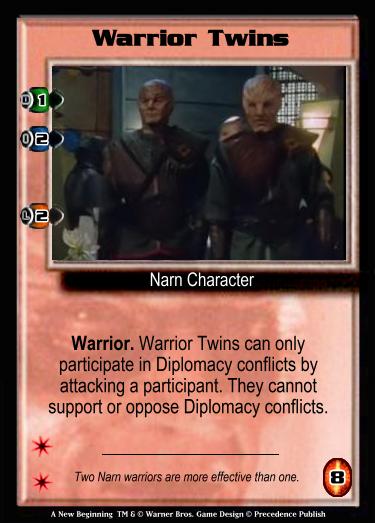 Warrior Twins
D 1
I 2
L 2
Narn Character
Warrior. Warrior Twins can only
participate in Diplomacy conflicts by
attacking a participant. They cannot
support or oppose Diplomacy conflicts.
Two Narn warriors are more effective than one.
8
A New Beginning TM & © Warner Bros. Game Design © Precedence Publish